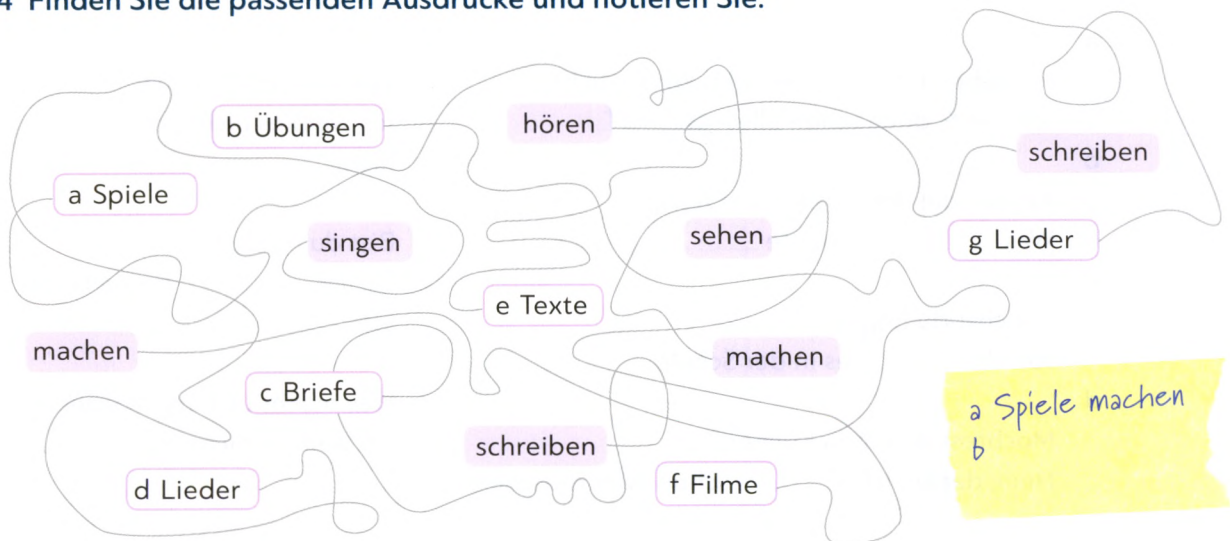 4 Finden Sie die passenden Ausdrücke und notieren Sie.
b Übungen
hören
schreiben
a Spiele
singen
sehen
g Lieder
e Texte
machen
machen
c Briefe
a Spiele machen
b
schreiben
d Lieder
f Filme